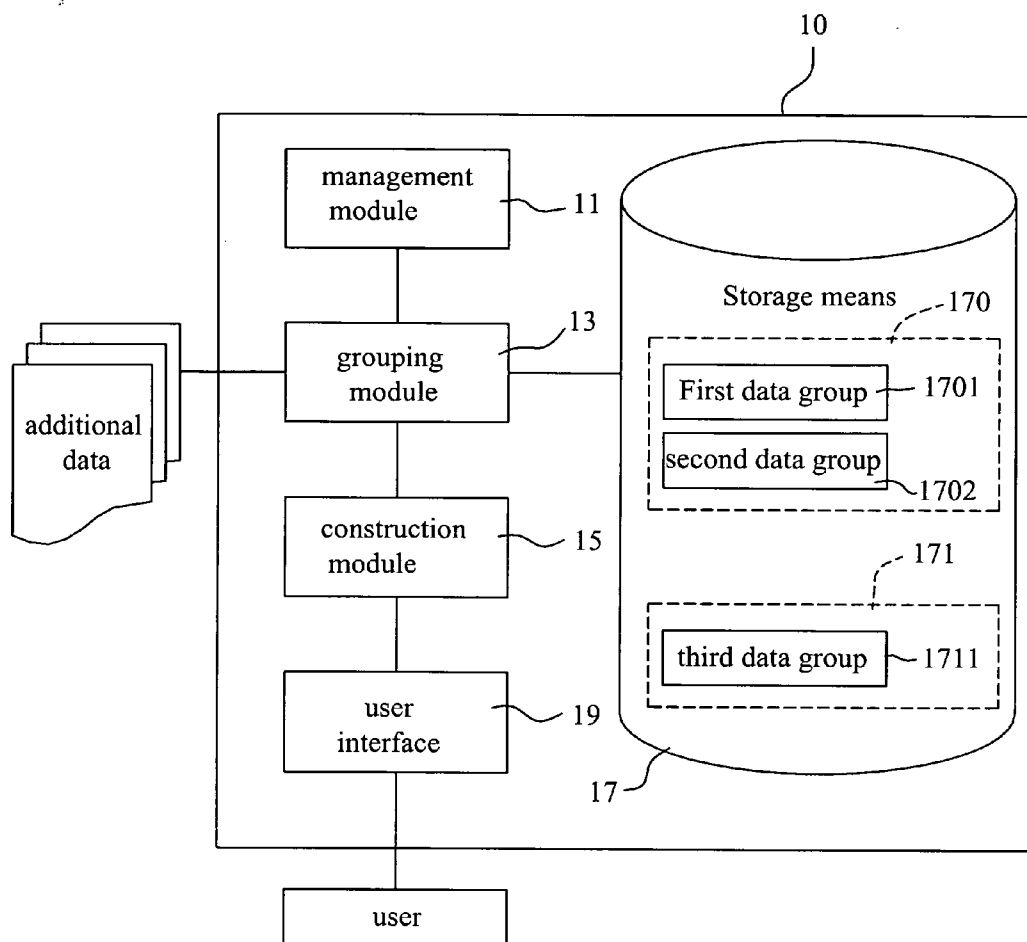 10
management
module
11
Storage means
170
13
grouping
module
First data group
1701
additional
data
second data group
1702
construction
module
15
171
third data group
1711
user
interface
19
17
user